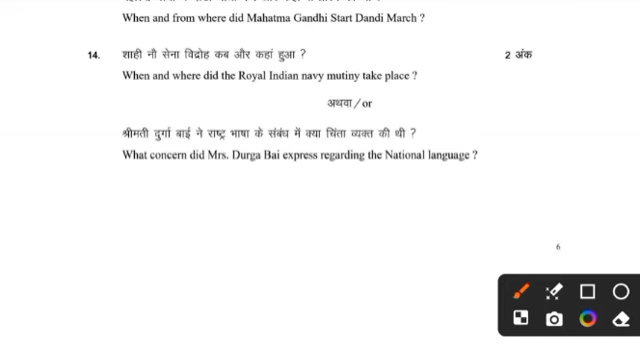 When and from where did Mahatma Gandhi Start Dandi March ?
14. शाही नौ सेना विद्रोह कब और कहां हुआ ? 2 अंक
When and where did the Royal Indian navy mutiny take place ?
अथवा / or
श्रीमती दुर्गा बाई ने राष्ट्र भाषा के संबंध में क्या चिंता व्यक्त की थी ?
What concern did Mrs. Durga Bai express regarding the National language ?
6